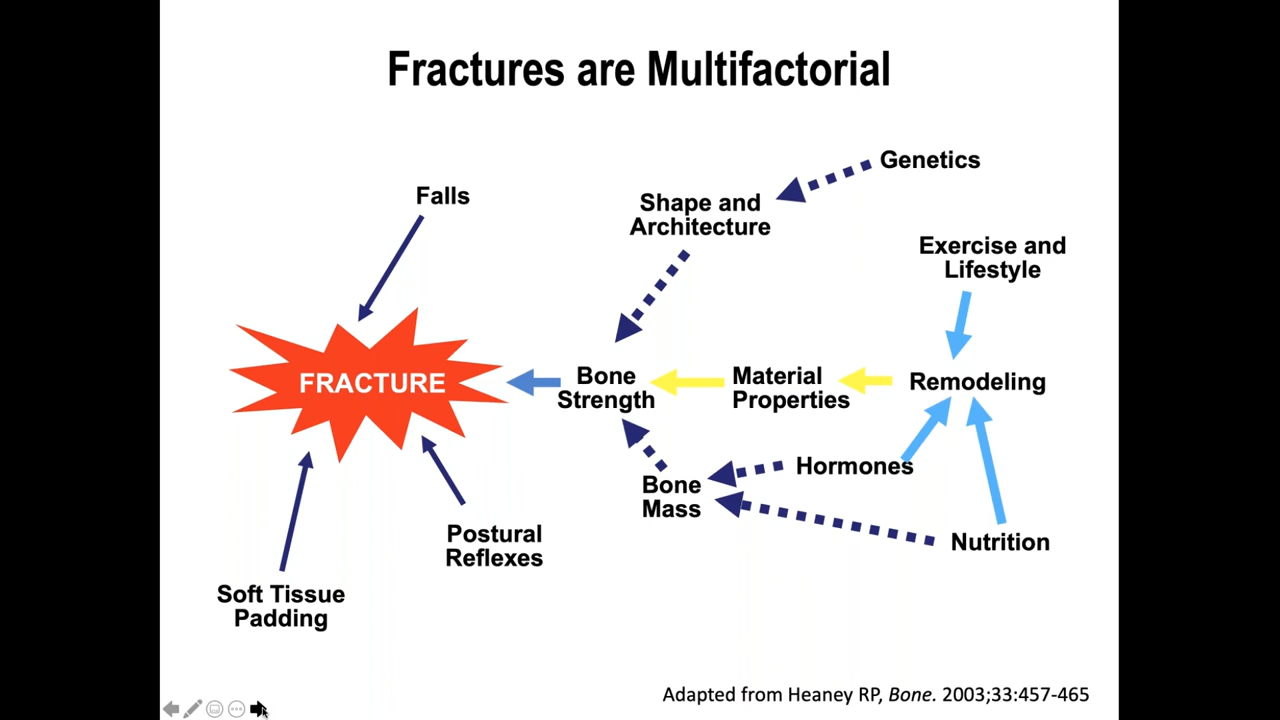 Fractures are Multifactorial
Genetics
Falls
Shape and
Architecture
Exercise and
Lifestyle
FRACTURE
Bone
Strength
Material
Properties
Remodeling
Hormones
Bone
Mass
Postural
Reflexes
Nutrition
Soft Tissue
Padding
Adapted from Heaney RP, Bone. 2003;33:457-465